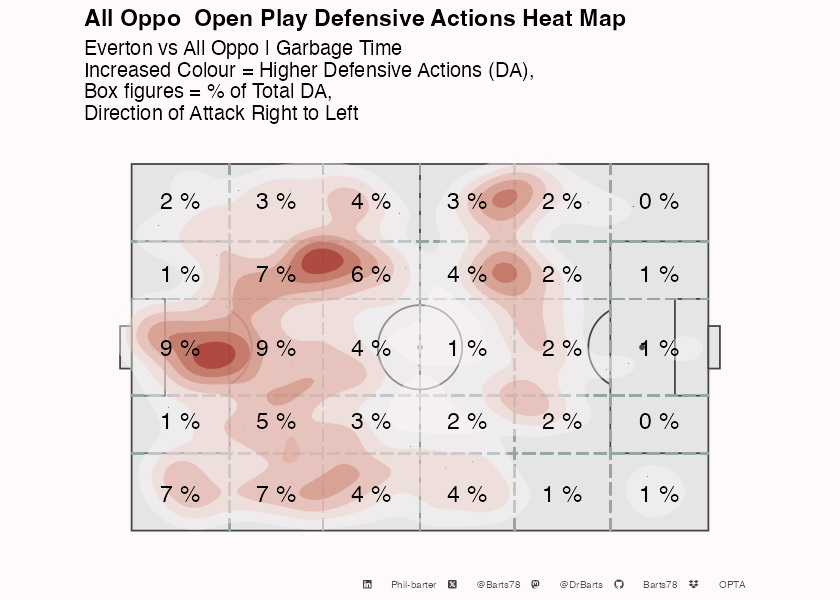 All Oppo  Open Play Defensive Actions Heat Map
Everton vs All Oppo I Garbage Time
Increased Colour = Higher Defensive Actions (DA),
Box figures = % of Total DA,
Direction of Attack Right to Left
2 % 3 % 4 % 3 % 2 % 0 %
1 % 7 % 6 % 4 % 2 % 1 %
9 % 9 % 4 % 1 % 2 % 1 %
1 % 5 % 3 % 2 % 2 % 0 %
7 % 7 % 4 % 4 % 1 % 1 %
Phil-barter @Barts78 @DrBarts Barts78 OPTA